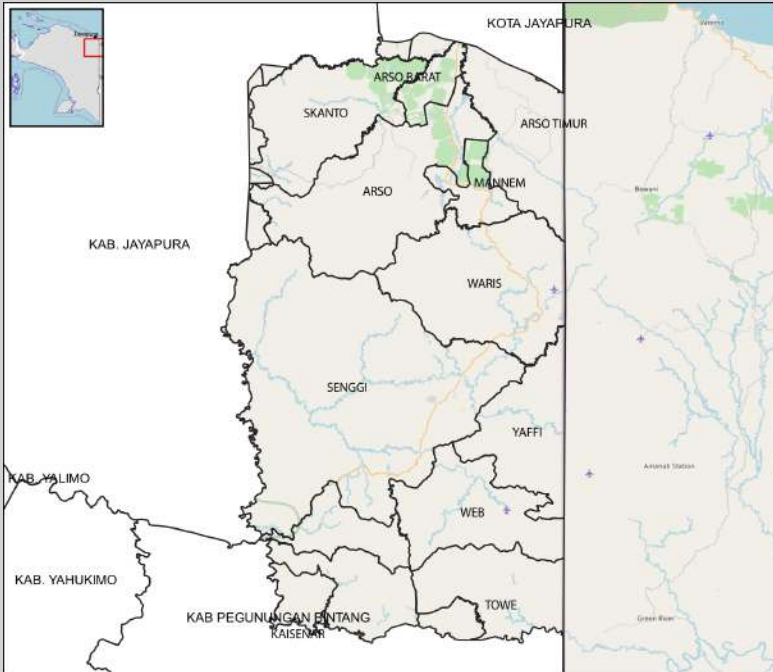 KOTA JAYAPURA
Vanimo
ARSO BARAT
SKANTO
ARSO TIMUR
MANNEM
ARSO
Bewani
KAB. JAYAPURA
WARIS
SENGGI
YAFFI
Amanab Station
KAB. YALIMO
WEB
KAB. YAHUKIMO
TOWE
KAB PEGUNUNGAN BINTANG
Green River
KAISENAR